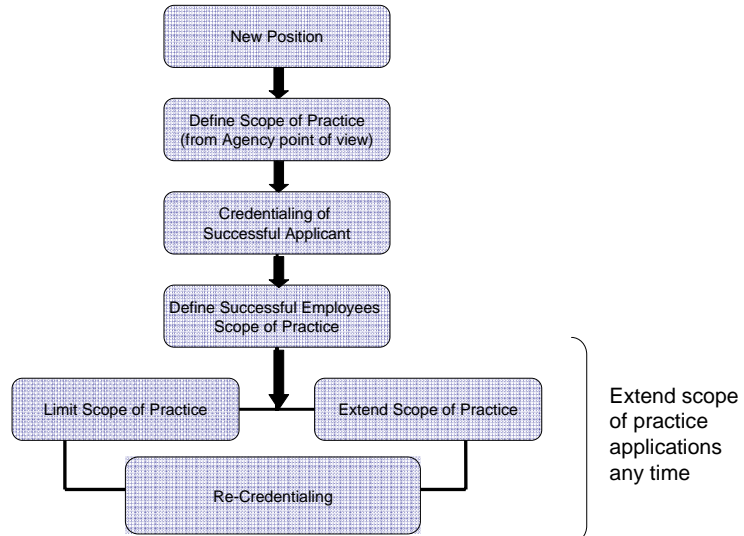 New Position
Define Scope of Practice
(from Agency point of view)
Credentialing of
Successful Applicant
Define Successful Employees
Scope of Practice
Limit Scope of Practice
Extend Scope of Practice
Re-Credentialing
Extend scope
of practice
applications
any time